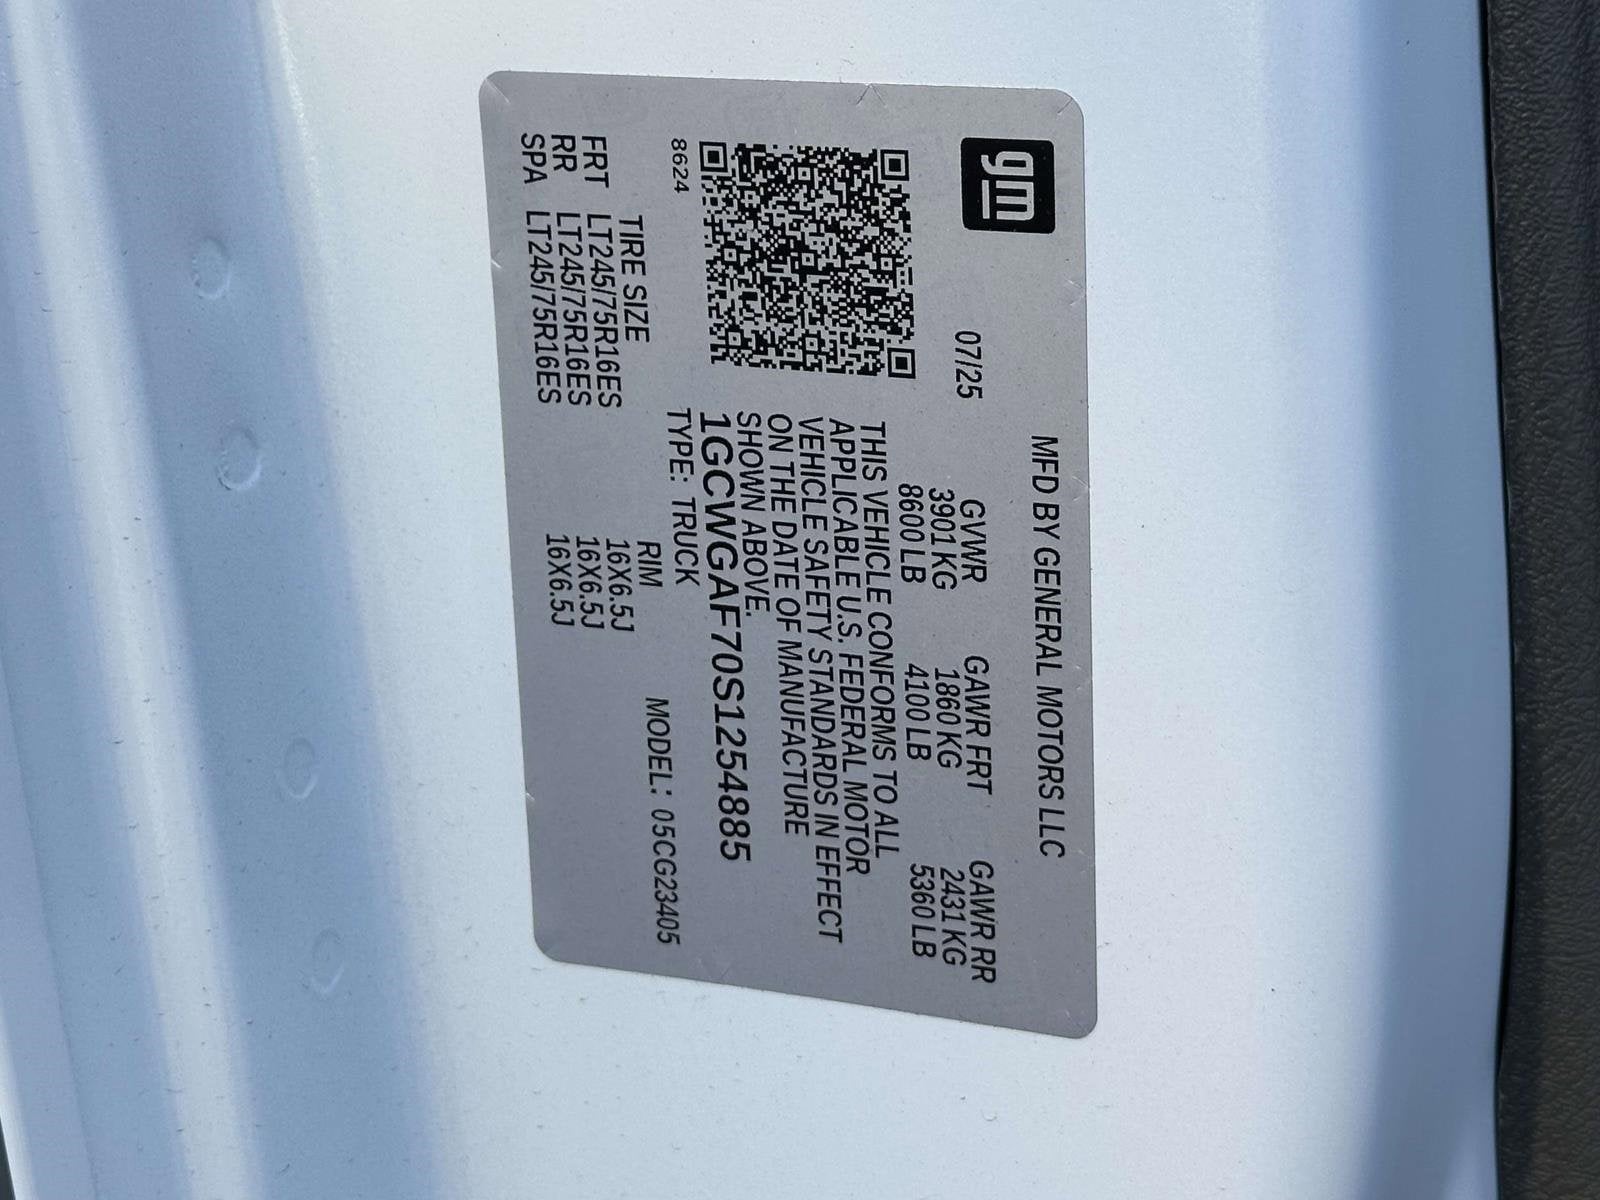 gm
MFD BY GENERAL MOTORS LLC
07/25
GVWR GAWR FRT GAWR RR
3901 KG 1860 KG 2431 KG
8600 LB 4100 LB 5360 LB
THIS VEHICLE CONFORMS TO ALL
APPLICABLE U.S. FEDERAL MOTOR
VEHICLE SAFETY STANDARDS IN EFFECT
ON THE DATE OF MANUFACTURE
SHOWN ABOVE.
1GCWGAF70S1254885
8624
TYPE: TRUCK MODEL: 05CG23405
TIRE SIZE RIM
FRT LT245/75R16ES 16X6.5J
RR LT245/75R16ES 16X6.5J
SPA LT245/75R16ES 16X6.5J